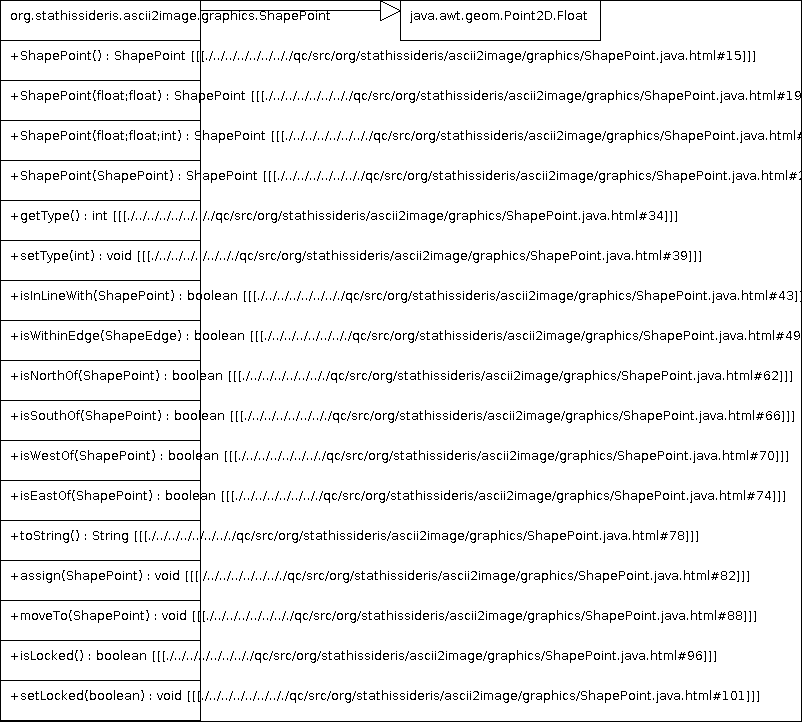 org.stathissideris.ascii2image.graphics.ShapePoint
java.awt.geom.Point2D.Float
+ShapePoint() : ShapePoint [[[./../../../../../../qc/src/org/stathissideris/ascii2image/graphics/ShapePoint.java.html#15]]]
+ShapePoint(float;float) : ShapePoint [[[./../../../../../../qc/src/org/stathissideris/ascii2image/graphics/ShapePoint.java.html#19
+ShapePoint(float;float;int) : ShapePoint [[[./../../../../../../qc/src/org/stathissideris/ascii2image/graphics/ShapePoint.java.html#
+ShapePoint(ShapePoint) : ShapePoint [[[./../../../../../../qc/src/org/stathissideris/ascii2image/graphics/ShapePoint.java.html#2
+getType() : int [[[./../../../../../../qc/src/org/stathissideris/ascii2image/graphics/ShapePoint.java.html#34]]]
+setType(int) : void [[[./../../../../../../qc/src/org/stathissideris/ascii2image/graphics/ShapePoint.java.html#39]]]
+isInLineWith(ShapePoint) : boolean [[[./../../../../../../qc/src/org/stathissideris/ascii2image/graphics/ShapePoint.java.html#43]]
+isWithinEdge(ShapeEdge) : boolean [[[./../../../../../../qc/src/org/stathissideris/ascii2image/graphics/ShapePoint.java.html#49
+isNorthOf(ShapePoint) : boolean [[[./../../../../../../qc/src/org/stathissideris/ascii2image/graphics/ShapePoint.java.html#62]]]
+isSouthOf(ShapePoint) : boolean [[[./../../../../../../qc/src/org/stathissideris/ascii2image/graphics/ShapePoint.java.html#66]]]
+isWestOf(ShapePoint) : boolean [[[./../../../../../../qc/src/org/stathissideris/ascii2image/graphics/ShapePoint.java.html#70]]]
+isEastOf(ShapePoint) : boolean [[[./../../../../../../qc/src/org/stathissideris/ascii2image/graphics/ShapePoint.java.html#74]]]
+toString() : String [[[./../../../../../../qc/src/org/stathissideris/ascii2image/graphics/ShapePoint.java.html#78]]]
+assign(ShapePoint) : void [[[./../../../../../../qc/src/org/stathissideris/ascii2image/graphics/ShapePoint.java.html#82]]]
+moveTo(ShapePoint) : void [[[./../../../../../../qc/src/org/stathissideris/ascii2image/graphics/ShapePoint.java.html#88]]]
+isLocked() : boolean [[[./../../../../../../qc/src/org/stathissideris/ascii2image/graphics/ShapePoint.java.html#96]]]
+setLocked(boolean) : void [[[./../../../../../../qc/src/org/stathissideris/ascii2image/graphics/ShapePoint.java.html#101]]]